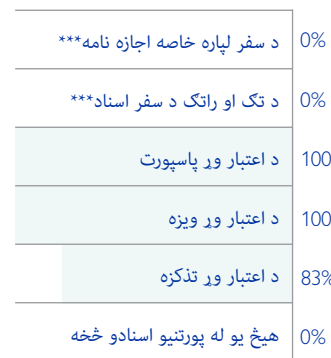 د سفر لپاره خاصه اجازه نامه*** 0%
د تګ او راتګ د سفر اسناد*** 0%
د اعتبار وړ پاسپورت 100
د اعتبار وړ ویزه 100
د اعتبار وړ تذکزه 83%
هیڅ یو له پورتنیو اسنادو څخه 0%